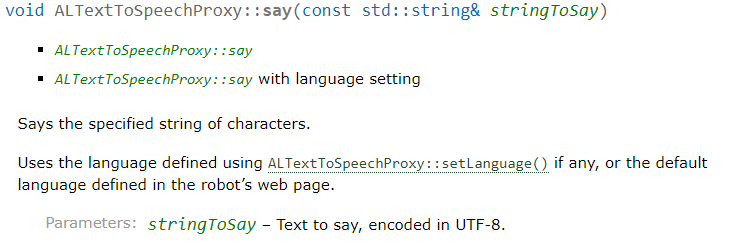 void ALTextToSpeechProxy::say(const std::string& stringToSay)
ALTextToSpeechProxy::say
ALTextToSpeechProxy::say with language setting
Says the specified string of characters.
Uses the language defined using ALTextToSpeechProxy::setLanguage() if any, or the default
language defined in the robot’s web page.
Parameters: stringToSay – Text to say, encoded in UTF-8.